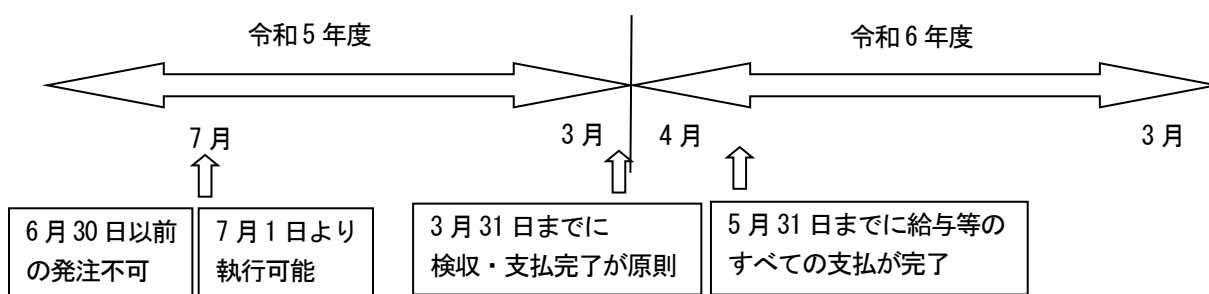 令和5年度
令和6年度
7月
3月
4月
3月
6月30日以前
の発注不可
7月1日より
執行可能
3月31日までに
検収・支払完了が原則
5月31日までに給与等の
すべての支払が完了